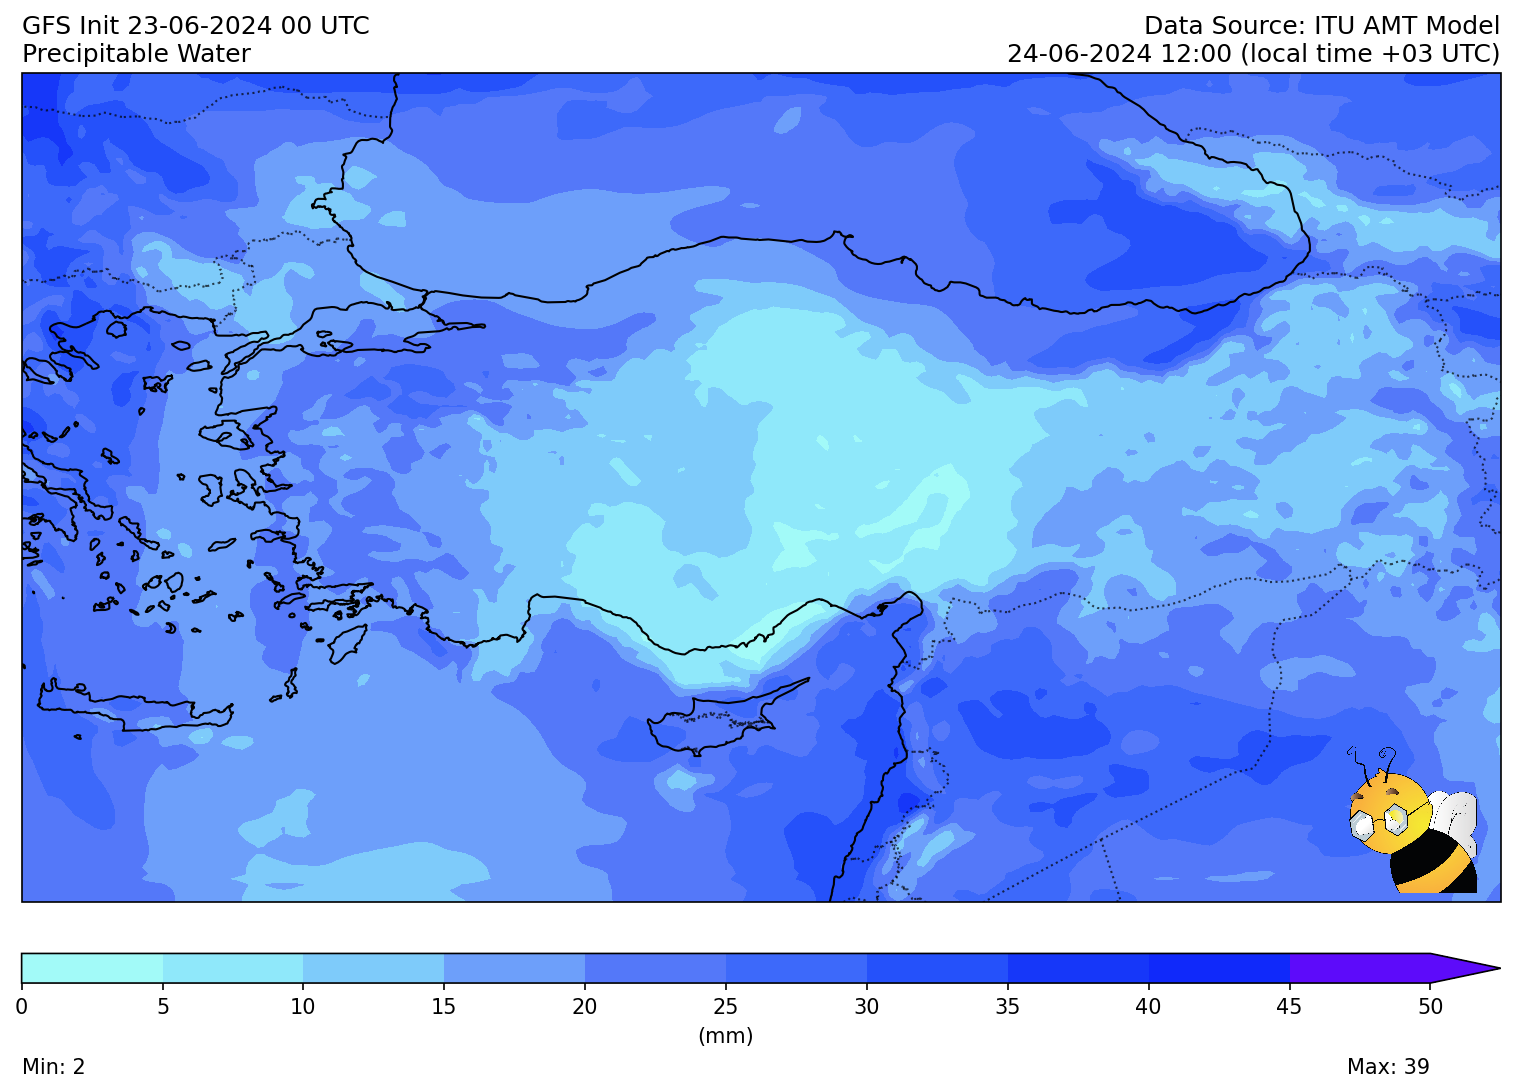 GFS Init 23-06-2024 00 UTC
Precipitable Water
Data Source: ITU AMT Model
24-06-2024 12:00 (local time +03 UTC)
0 5 10 15 20 25 30 35 40 45 50
(mm)
Min: 2
Max: 39